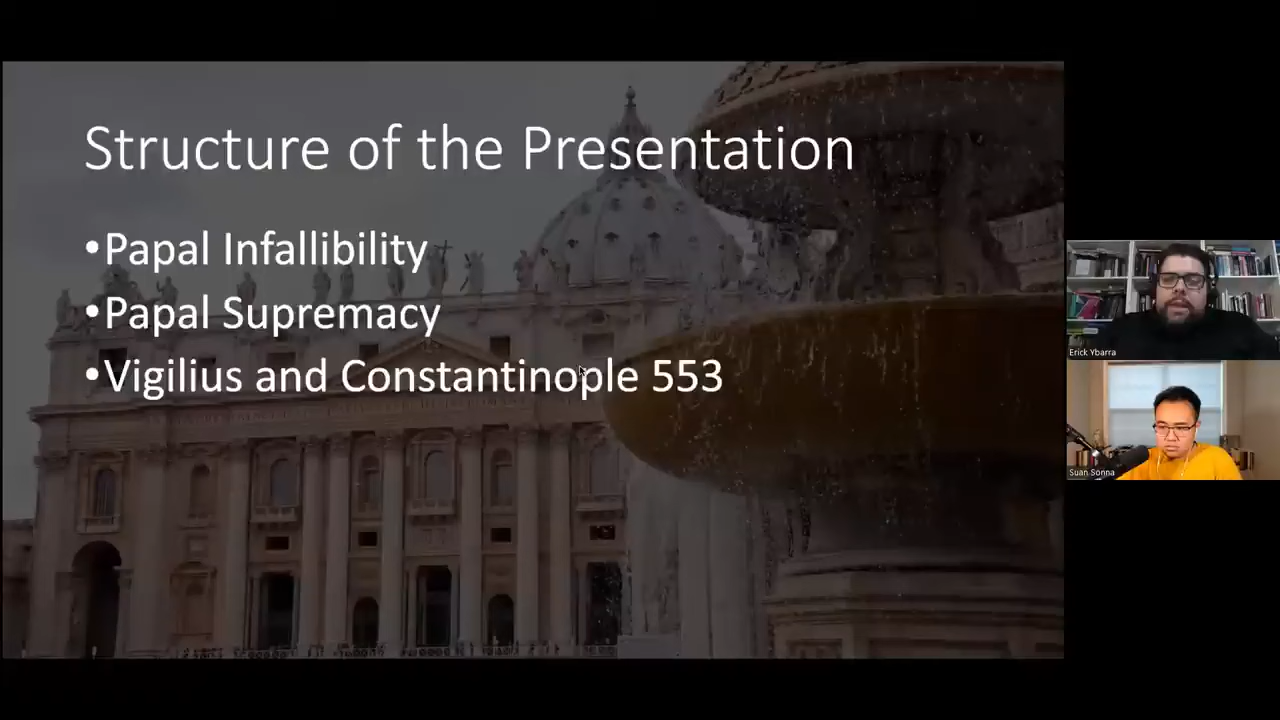 Structure of the Presentation
•Papal Infallibility
•Papal Supremacy
•Vigilius and Constantinople 553
Erick Ybarra
Suan Sonna